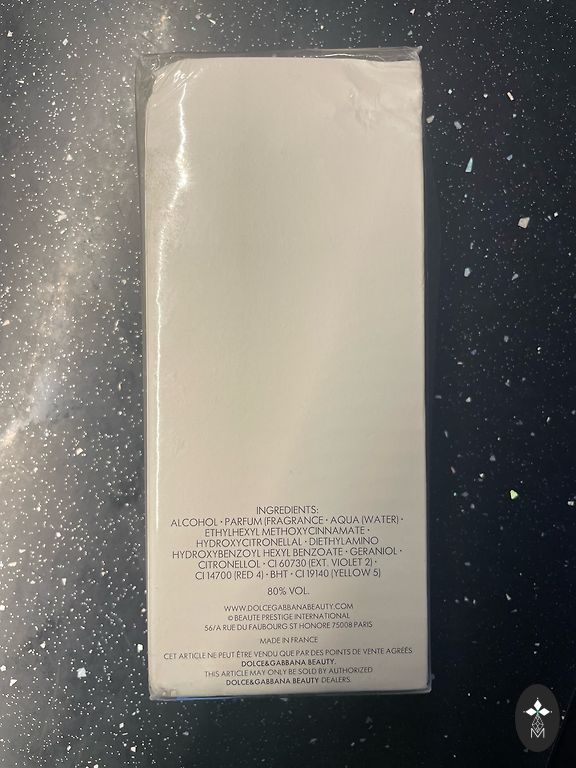 INGREDIENTS:
ALCOHOL · PARFUM (FRAGRANCE · AQUA (WATER) ·
ETHYLHEXYL METHOXYCINNAMATE ·
HYDROXYCITRONELLAL · DIETHYLAMINO
HYDROXYBENZOYL HEXYL BENZOATE · GERANIOL ·
CITRONELLOL · CI 60730 (EXT. VIOLET 2) ·
CI 14700 (RED 4) · BHT · CI 19140 (YELLOW 5)
80% VOL.
WWW.DOLCEGABBANABEAUTY.COM
© BEAUTE PRESTIGE INTERNATIONAL
56/A RUE DU FAUBOURG ST HONORE 75008 PARIS
MADE IN FRANCE
CET ARTICLE NE PEUT ÊTRE VENDU QUE PAR DES POINTS DE VENTE AGRÉÉS
DOLCE&GABBANA BEAUTY.
THIS ARTICLE MAY ONLY BE SOLD BY AUTHORIZED
DOLCE&GABBANA BEAUTY DEALERS.
M